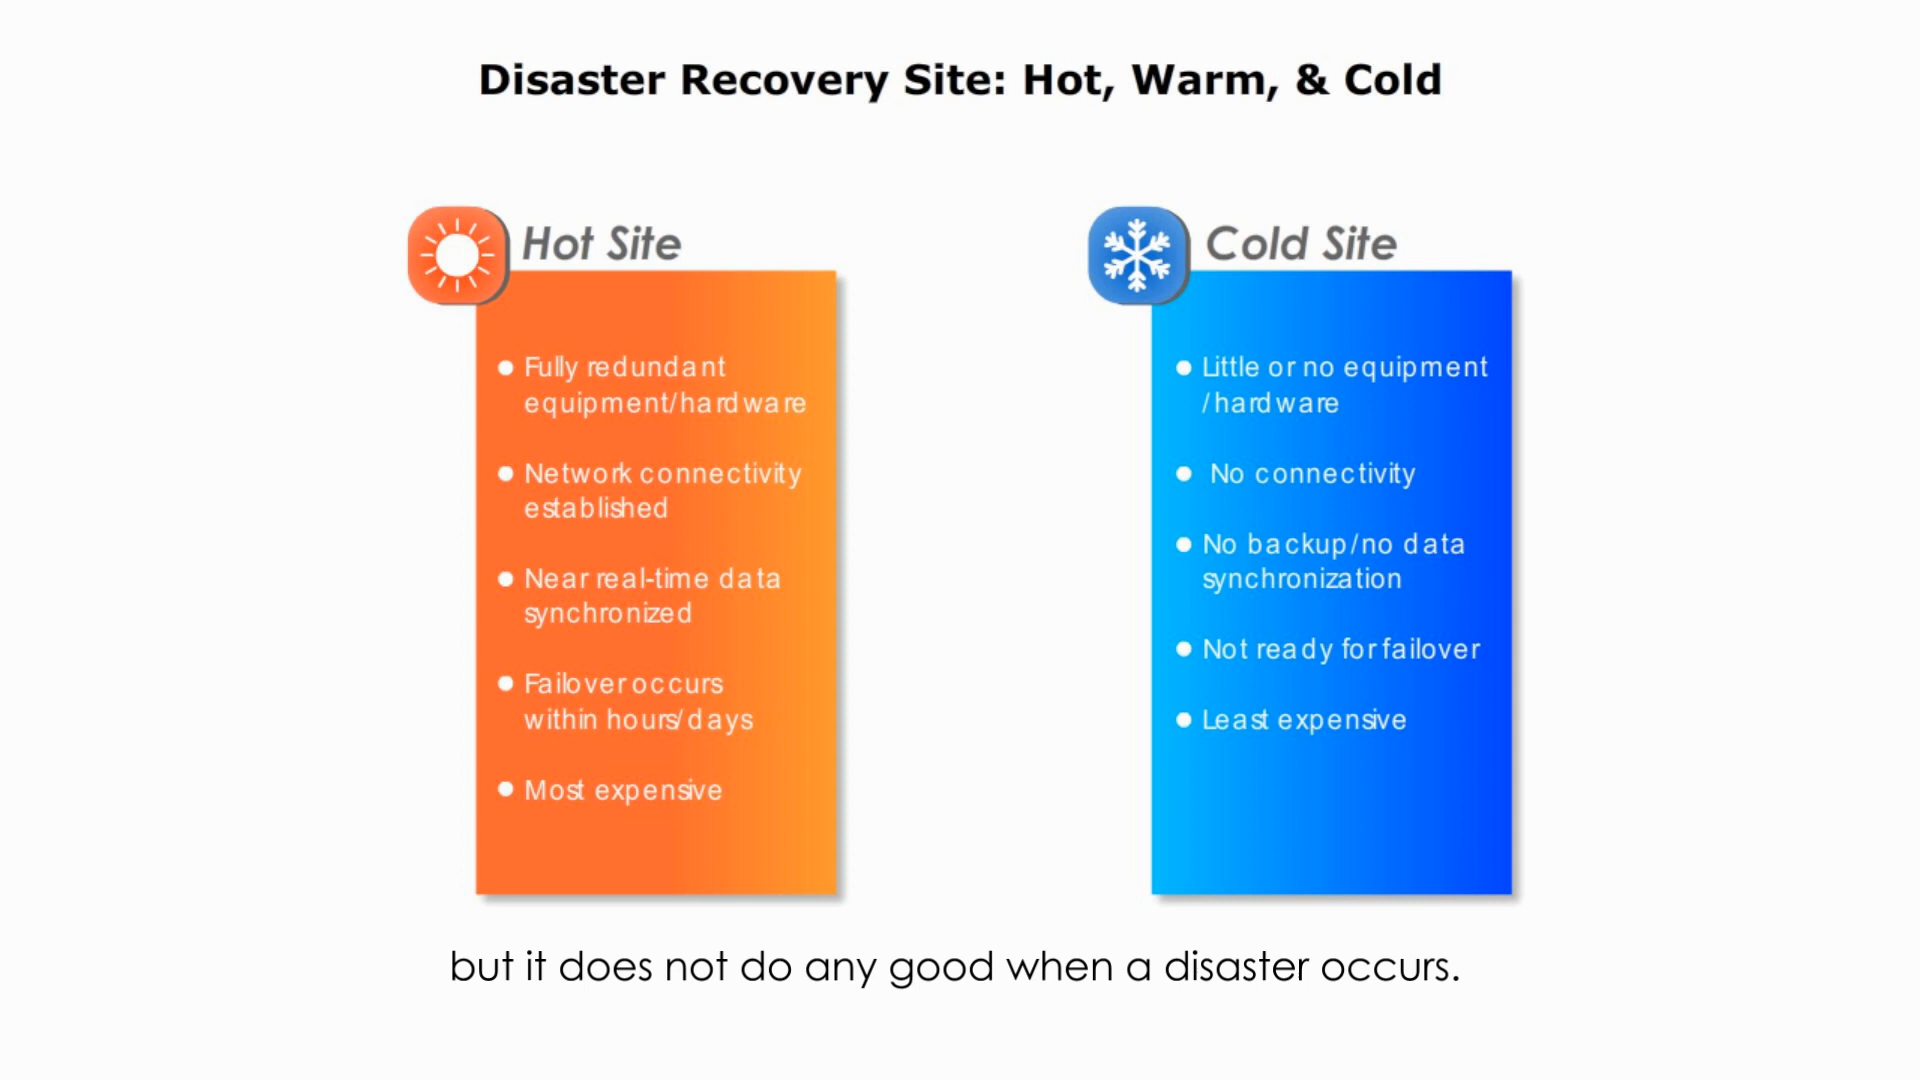 Disaster Recovery Site: Hot, Warm, & Cold
Hot Site
Fully redundant
equipment/hardware
Network connectivity
established
Near real-time data
synchronized
Failover occurs
within hours/days
Most expensive
Cold Site
Little or no equipment
/hardware
No connectivity
No backup/no data
synchronization
Not ready for failover
Least expensive
but it does not do any good when a disaster occurs.